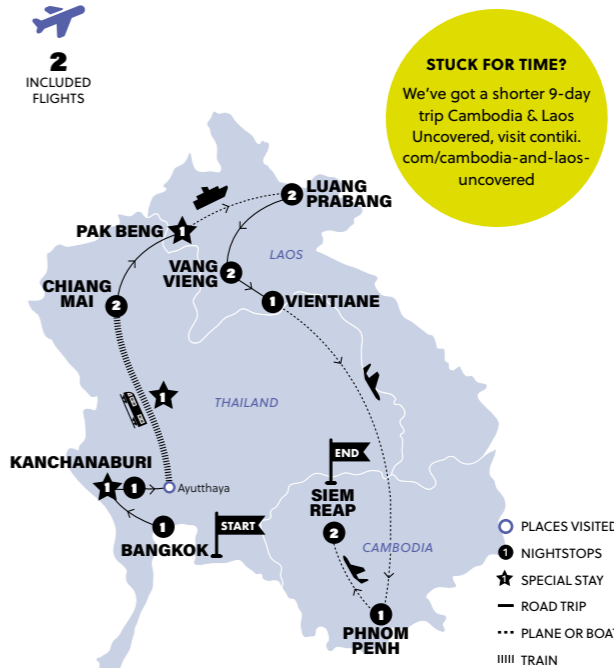 2
INCLUDED
FLIGHTS
STUCK FOR TIME?
We've got a shorter 9-day
trip Cambodia & Laos
Uncovered, visit contiki.
com/cambodia-and-laos-
uncovered
2
LUANG
PRABANG
PAK BENG
1
LAOS
VANG
VIENG
2
CHIANG
MAI
2
1
VIENTIANE
1
THAILAND
KANCHANABURI
1
1
Ayutthaya
END
SIEM
REAP
2
CAMBODIA
1
BANGKOK
START
1
PHNOM
PENH
PLACES VISITED
1 NIGHTSTOPS
1 SPECIAL STAY
ROAD TRIP
PLANE OR BOAT
TRAIN